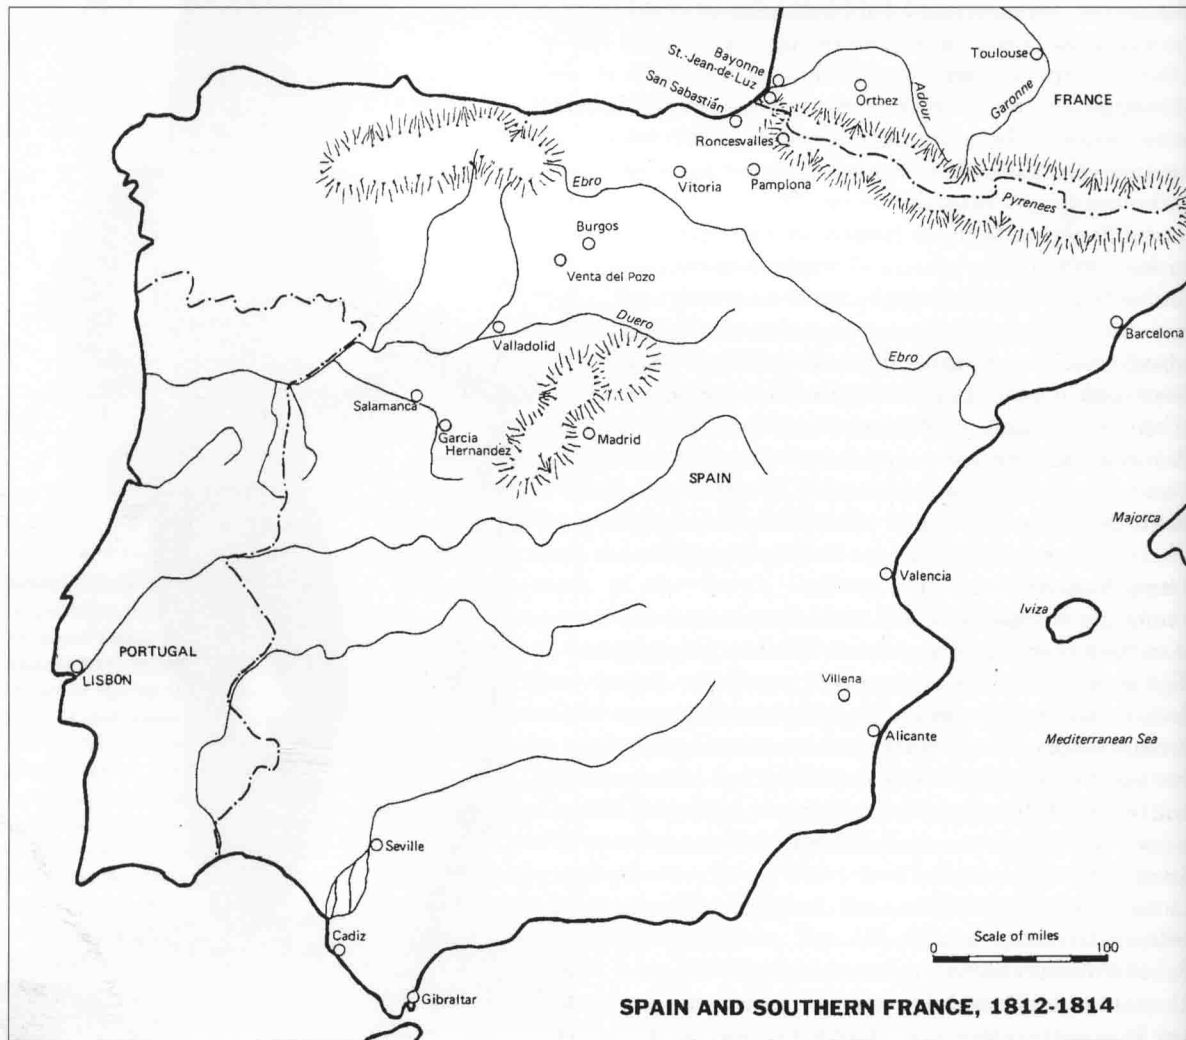 Toulouse
Bayonne
St.-Jean-de-Luz
San Sabastián
Orthez
Adour
Garonne
FRANCE
Roncesvalles
Ebro
Vitoria
Pamplona
Pyrenees
Burgos
Venta del Pozo
Duero
Valladolid
Ebro
Barcelona
Salamanca
Garcia
Hernandez
Madrid
SPAIN
Majorca
Valencia
Iviza
PORTUGAL
LISBON
Villena
Alicante
Mediterranean Sea
Seville
Cadiz
Scale of miles
0 100
Gibraltar
SPAIN AND SOUTHERN FRANCE, 1812-1814